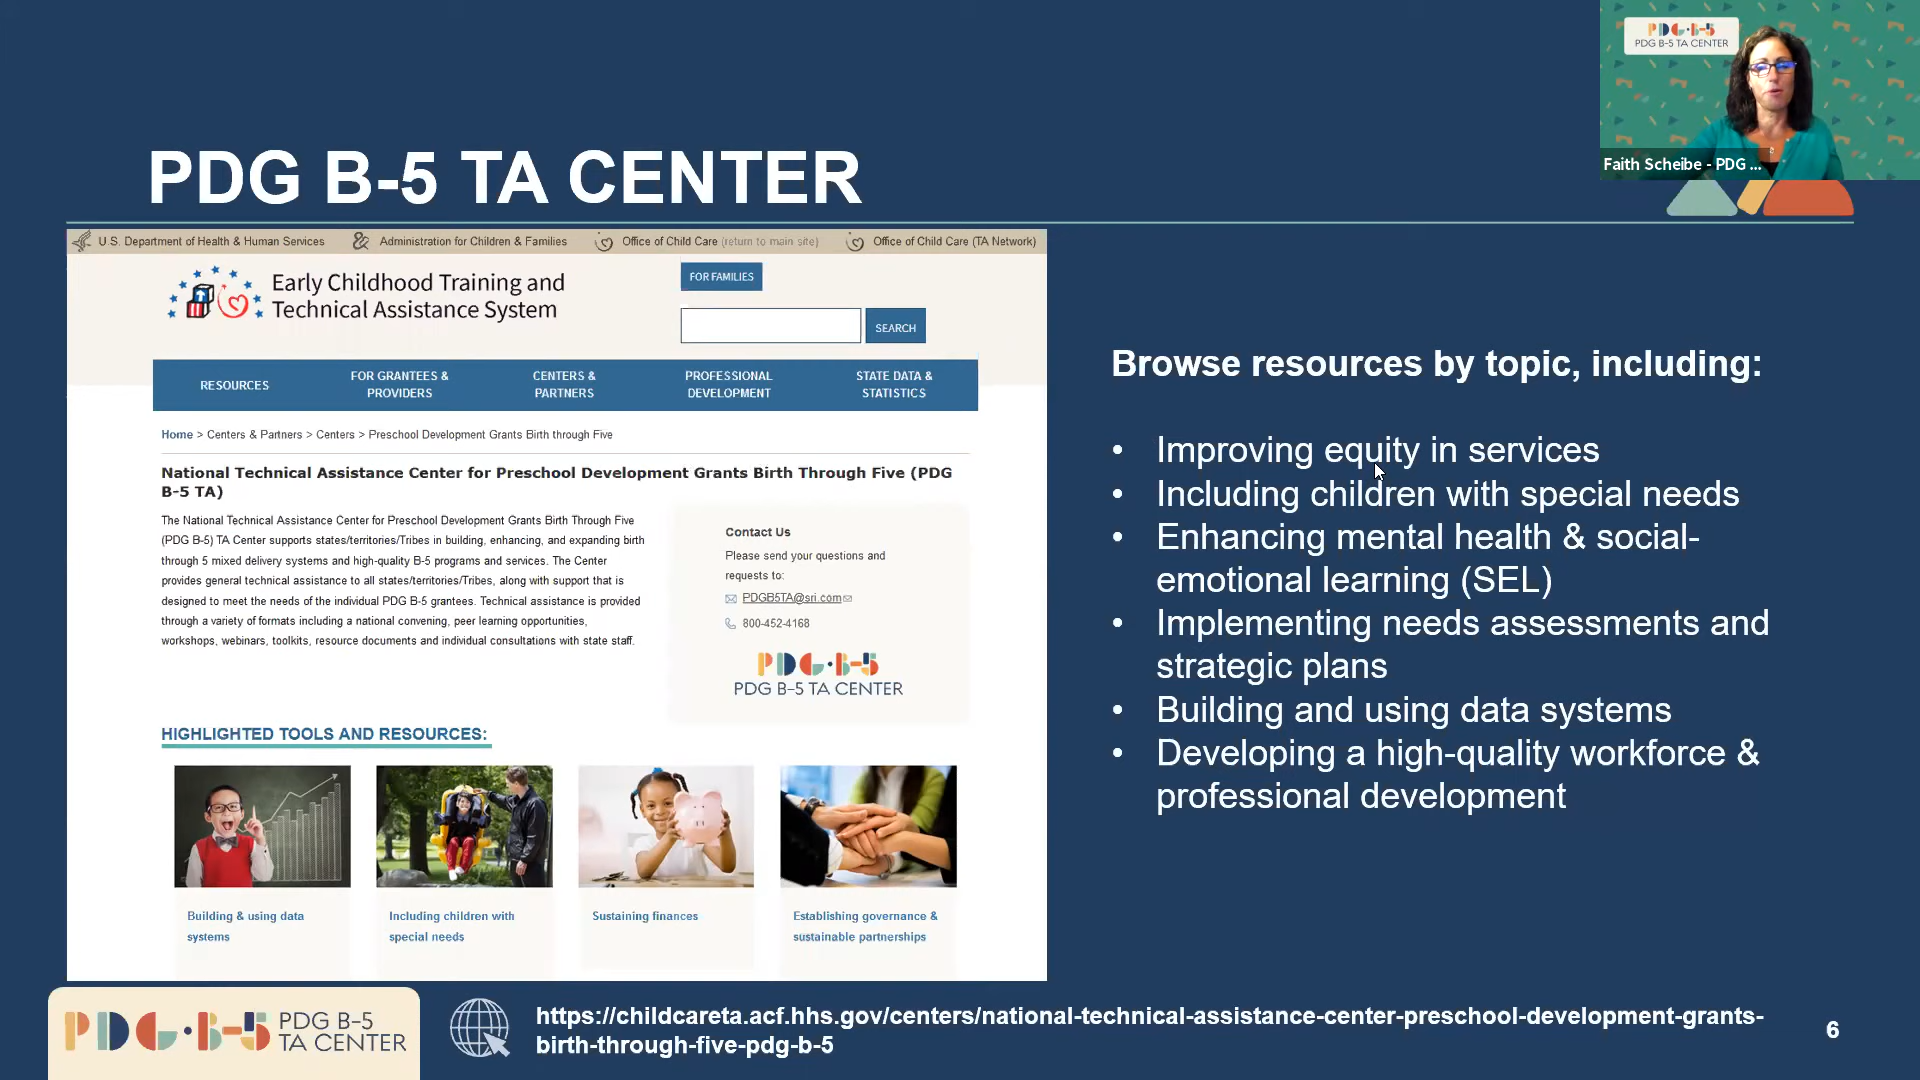 PDG B-5
PDG B-5 TA CENTER
Faith Scheibe - PDG ...
PDG B-5 TA CENTER
U.S. Department of Health & Human Services
Administration for Children & Families
Office of Child Care (return to main site)
Office of Child Care (TA Network)
Early Childhood Training and
Technical Assistance System
FOR FAMILIES
SEARCH
RESOURCES
FOR GRANTEES &
PROVIDERS
CENTERS &
PARTNERS
PROFESSIONAL
DEVELOPMENT
STATE DATA &
STATISTICS
Home > Centers & Partners > Centers > Preschool Development Grants Birth through Five
National Technical Assistance Center for Preschool Development Grants Birth Through Five (PDG
B-5 TA)
The National Technical Assistance Center for Preschool Development Grants Birth Through Five
(PDG B-5) TA Center supports states/territories/Tribes in building, enhancing, and expanding birth
through 5 mixed delivery systems and high-quality B-5 programs and services. The Center
provides general technical assistance to all states/territories/Tribes, along with support that is
designed to meet the needs of the individual PDG B-5 grantees. Technical assistance is provided
through a variety of formats including a national convening, peer learning opportunities,
workshops, webinars, toolkits, resource documents and individual consultations with state staff.
Contact Us
Please send your questions and
requests to:
PDGB5TA@sri.com
800-452-4168
PDG·B-5
PDG B-5 TA CENTER
HIGHLIGHTED TOOLS AND RESOURCES:
Building & using data
systems
Including children with
special needs
Sustaining finances
Establishing governance &
sustainable partnerships
Browse resources by topic, including:
• Improving equity in services
• Including children with special needs
• Enhancing mental health & social-
emotional learning (SEL)
• Implementing needs assessments and
strategic plans
• Building and using data systems
• Developing a high-quality workforce &
professional development
PDG·B-5
PDG B-5
TA CENTER
https://childcareta.acf.hhs.gov/centers/national-technical-assistance-center-preschool-development-grants-
birth-through-five-pdg-b-5
6